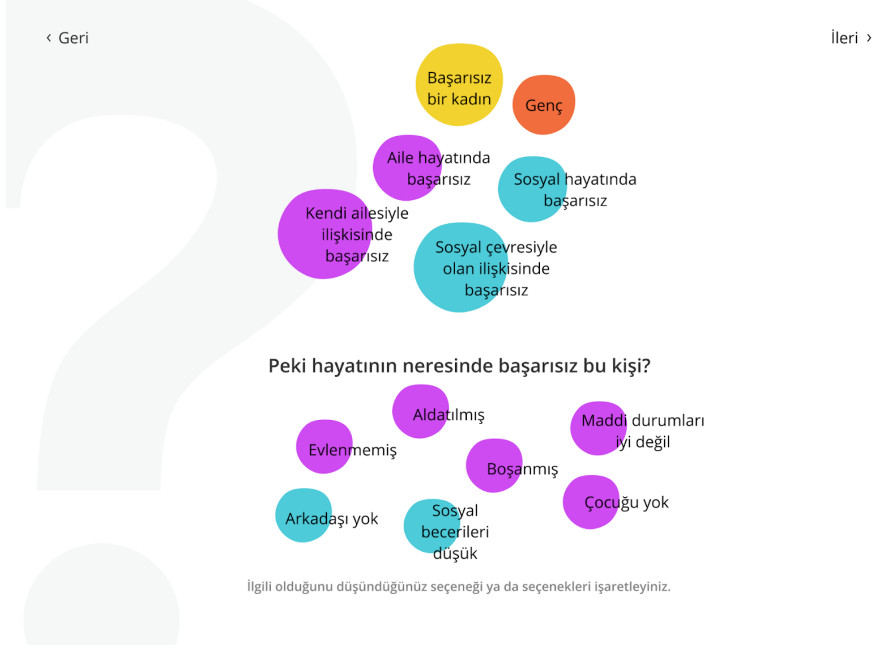 ‹ Geri
İleri ›
Başarısız
bir kadın
Genç
Aile hayatında
başarısız
Sosyal hayatında
başarısız
Kendi ailesiyle
ilişkisinde
başarısız
Sosyal çevresiyle
olan ilişkisinde
başarısız
Peki hayatının neresinde başarısız bu kişi?
Aldatılmış
Maddi durumları
iyi değil
Evlenmemiş
Boşanmış
Çocuğu yok
Arkadaşı yok
Sosyal
becerileri
düşük
İlgili olduğunu düşündüğünüz seçeneği ya da seçenekleri işaretleyiniz.